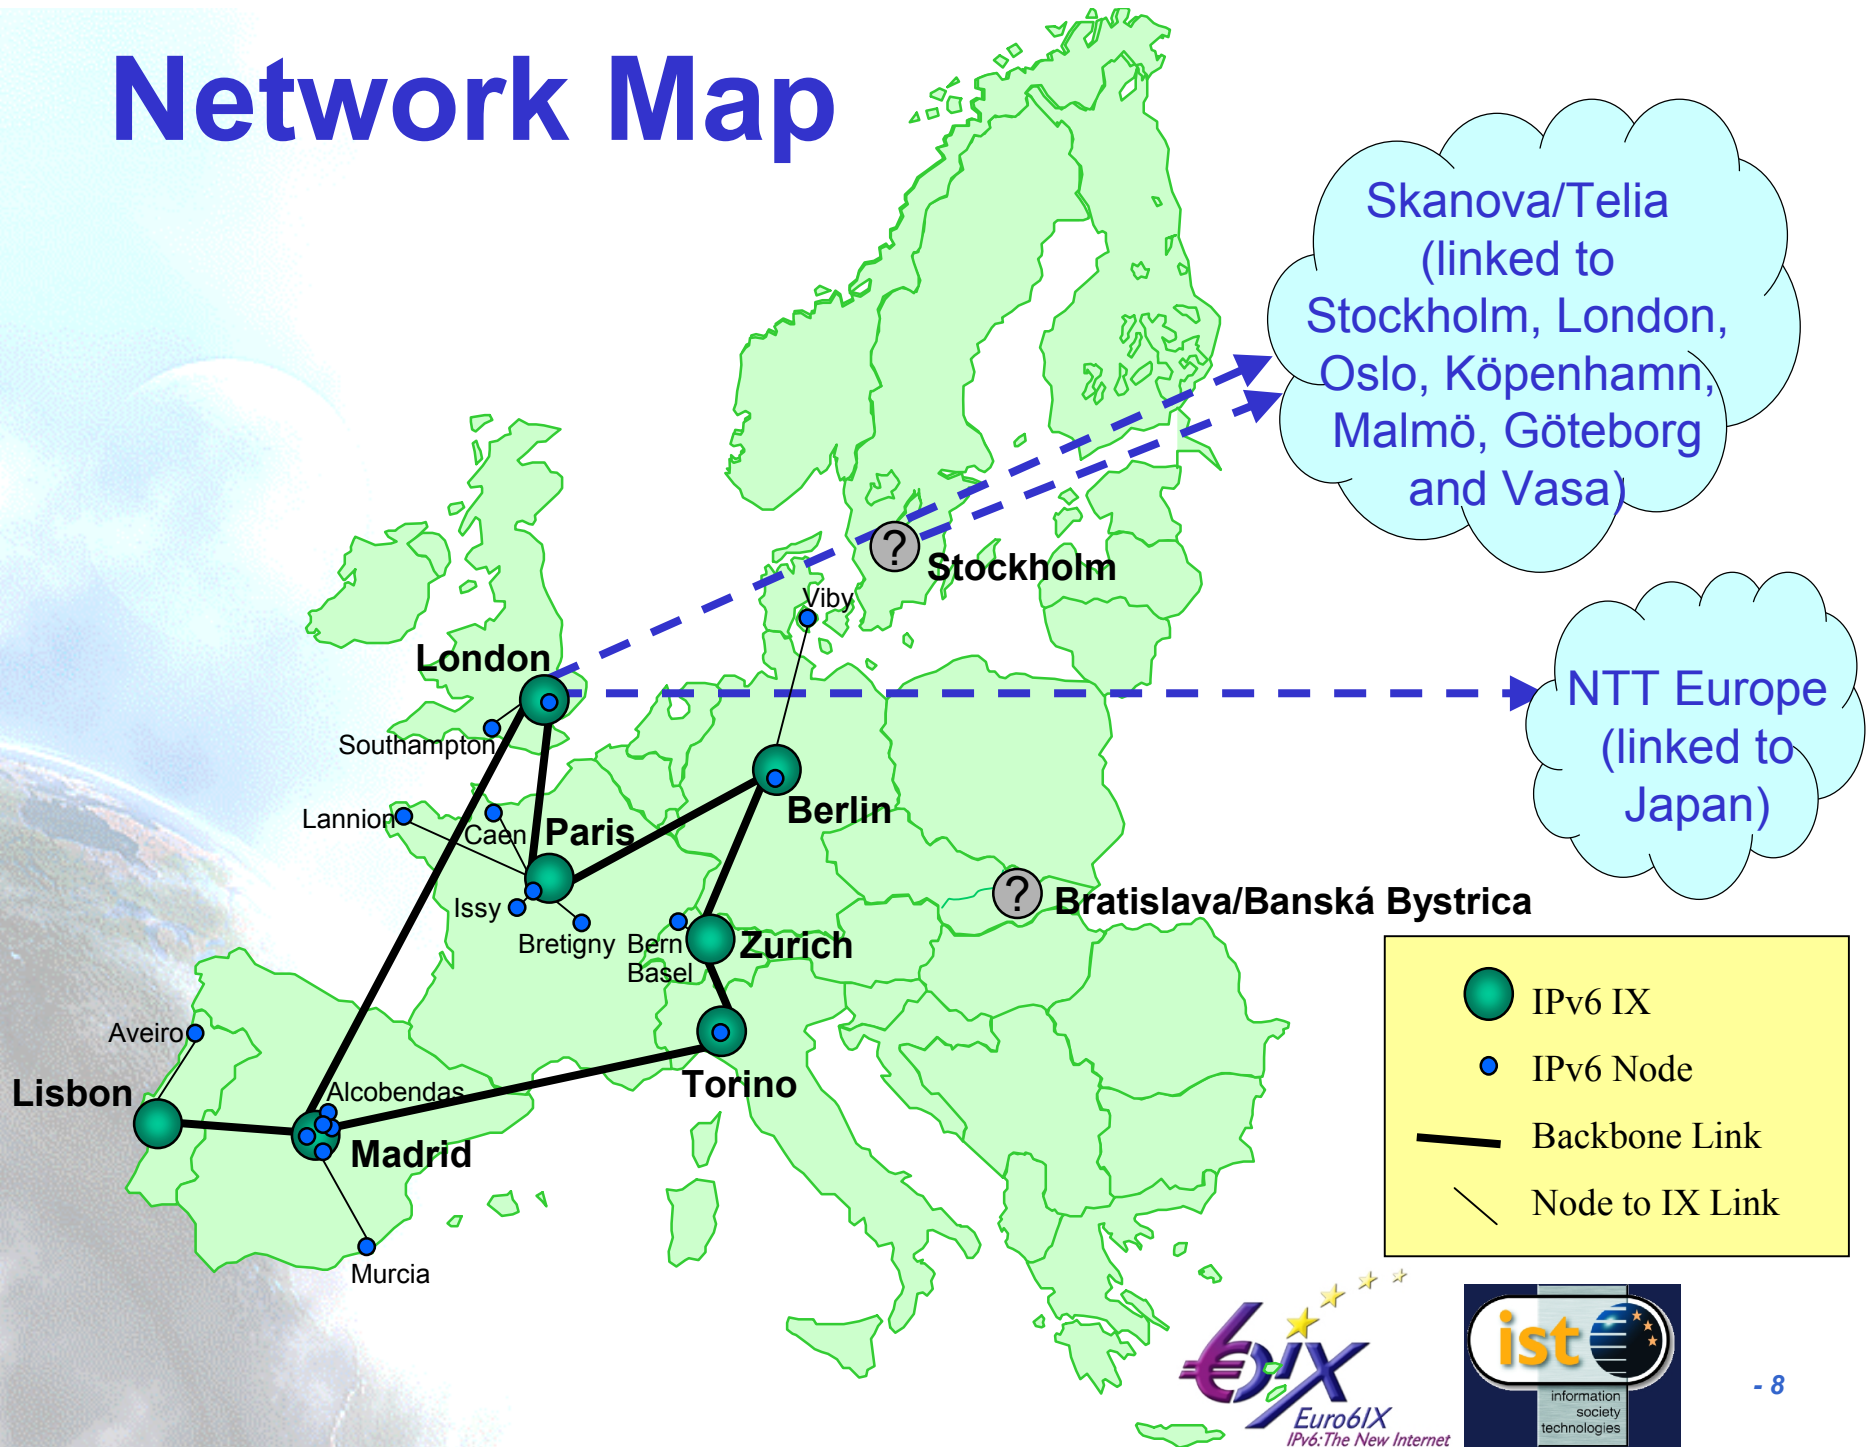 Network Map
Skanova/Telia
(linked to
Stockholm, London,
Oslo, Köpenhamn,
Malmö, Göteborg
and Vasa)
?
Stockholm
Viby
London
NTT Europe
(linked to
Japan)
Southampton
Berlin
Lannion
Caen
Paris
?
Bratislava/Banská Bystrica
Issy
Bretigny
Bern
Basel
Zurich
Aveiro
Lisbon
Alcobendas
Torino
Madrid
Murcia
IPv6 IX
IPv6 Node
Backbone Link
Node to IX Link
6IX
Euro6IX
IPv6:The New Internet
ist
information
society
technologies
- 8